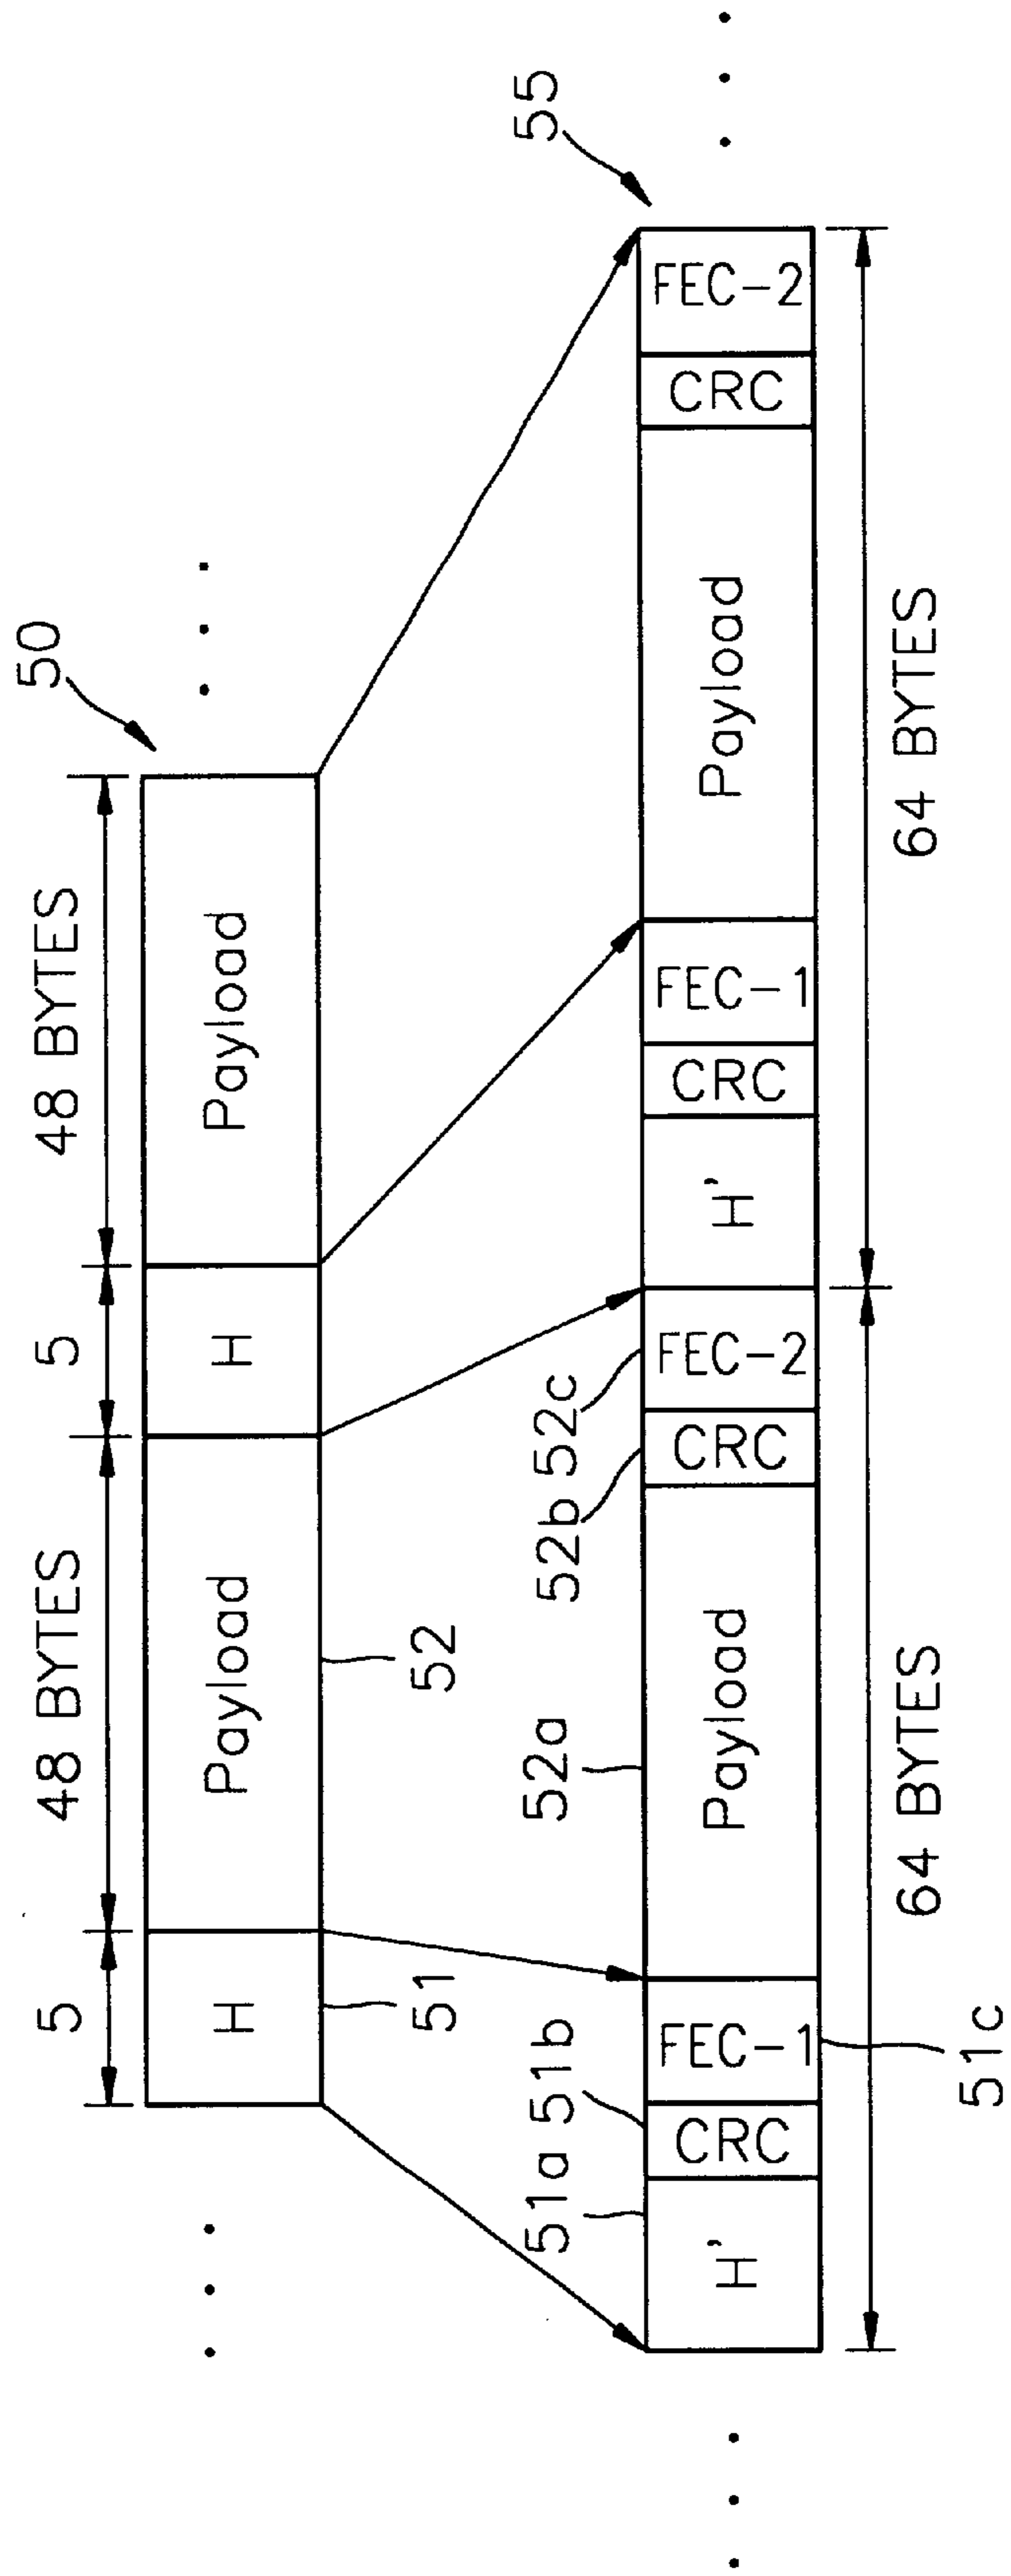 5
48 BYTES
5
48 BYTES
50
H
Payload
H
Payload
51
52
51a
51b
52a
52b
52c
55
H'
CRC
FEC-1
Payload
CRC
FEC-2
H'
CRC
FEC-1
Payload
CRC
FEC-2
64 BYTES
64 BYTES
51c